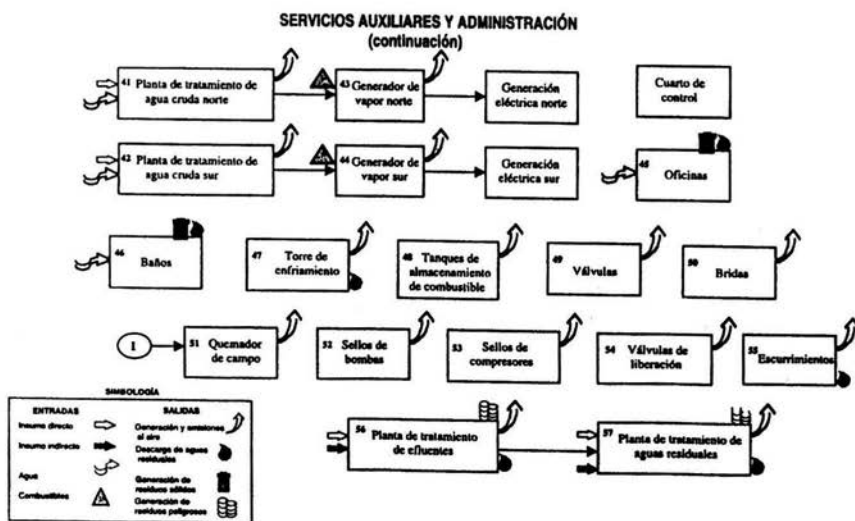 SERVICIOS AUXILIARES Y ADMINISTRACIÓN
(continuación)
41 Planta de tratamiento de
agua cruda norte
43 Generador de
vapor norte
Generación
eléctrica norte
Cuarto de
control
42 Planta de tratamiento de
agua cruda sur
44 Generador de
vapor sur
Generación
eléctrica sur
45
Oficinas
46
Baños
47 Torre de
enfriamiento
48 Tanques de
almacenamiento
de combustible
49
Válvulas
50
Bridas
1
51 Quemador
de campo
52 Sellos de
bombas
53 Sellos de
compresores
54 Válvulas de
liberación
55
Escurrimientos
56 Planta de tratamiento
de efluentes
57 Planta de tratamiento de
aguas residuales
SIMBOLOGÍA
ENTRADAS
SALIDAS
Insumo directo
Generación y emisiones
al aire
Insumo indirecto
Descarga de aguas
residuales
Agua
Generación de
residuos sólidos
Combustibles
Generación de
residuos peligrosos